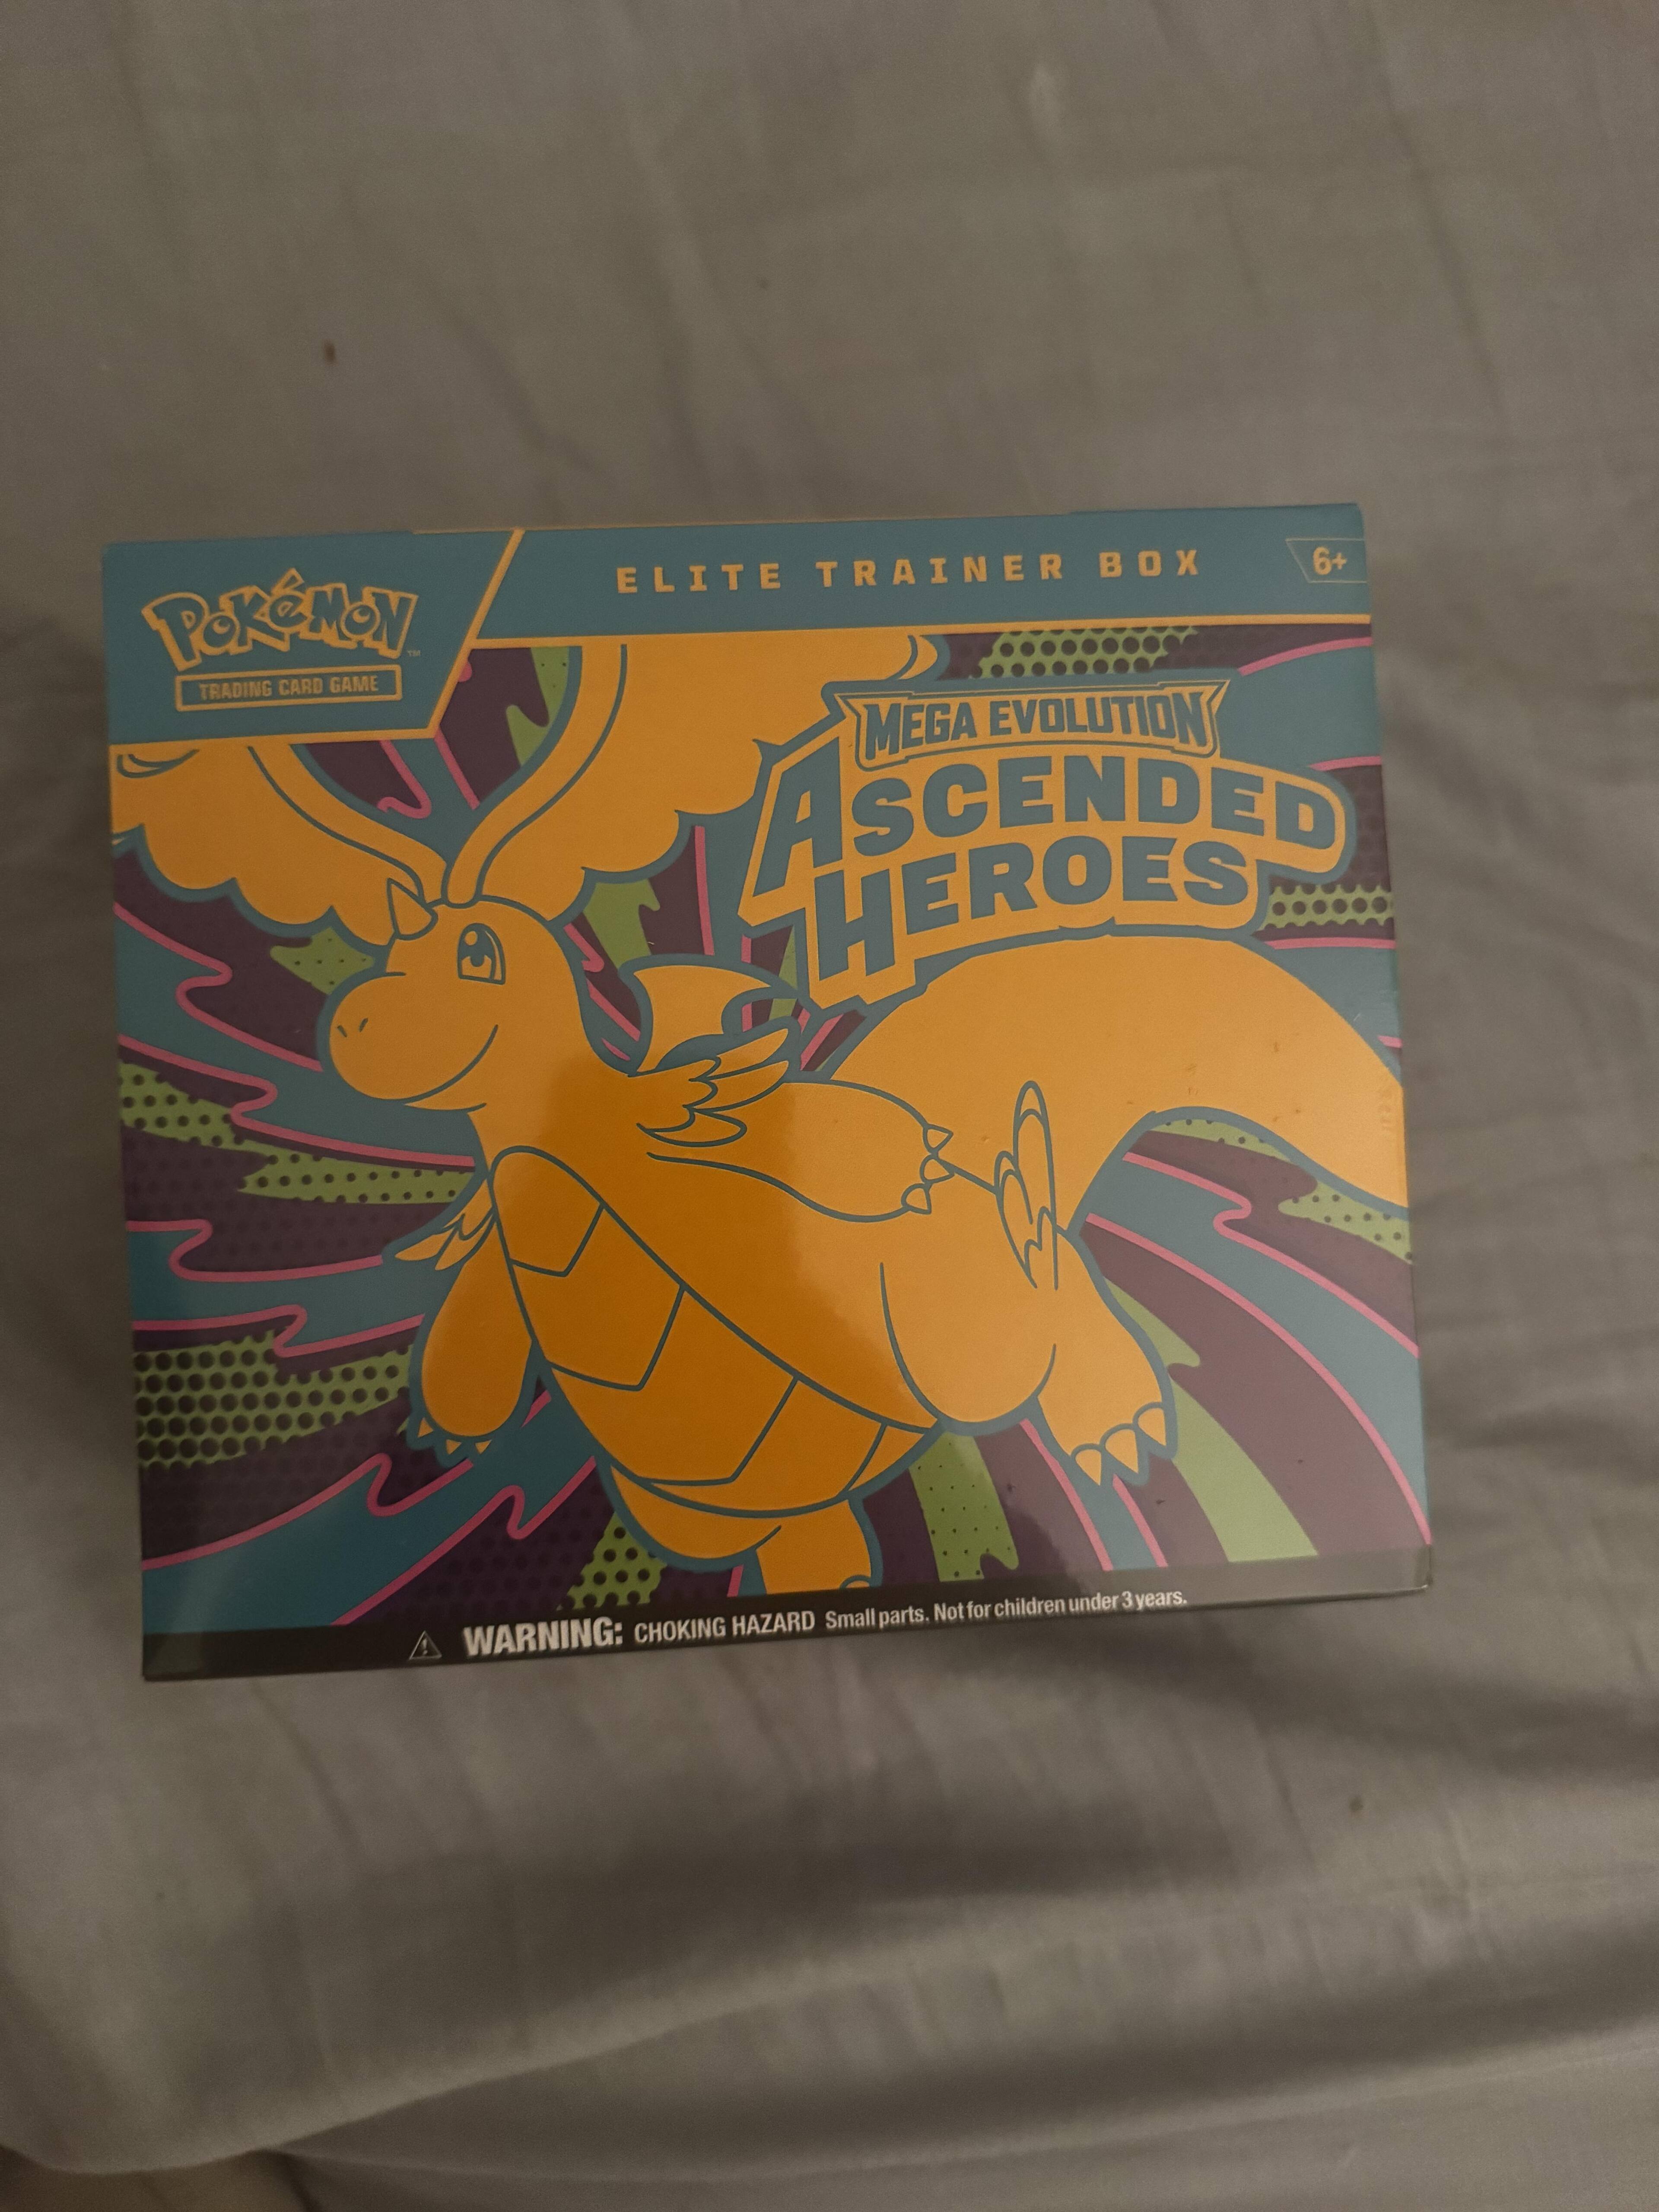 POKéMON™
TRADING CARD GAME
ELITE TRAINER BOX
6+
MEGA EVOLUTION
ASCENDED
HEROES
WARNING: CHOKING HAZARD Small parts. Not for children under 3 years.